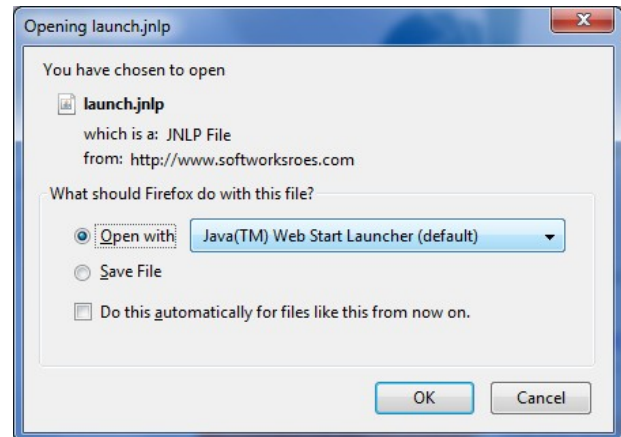 Opening launch.jnlp
You have chosen to open
launch.jnlp
which is a: JNLP File
from: http://www.softworksroes.com
What should Firefox do with this file?
Open with Java(TM) Web Start Launcher (default)
Save File
Do this automatically for files like this from now on.
OK Cancel